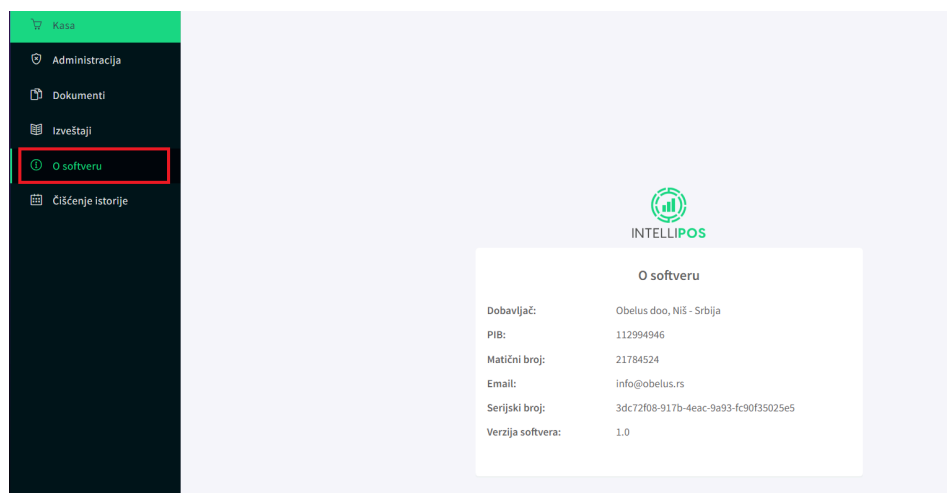 Kasa
Administracija
Dokumenti
Izveštaji
O softveru
Čišćenje istorije
INTELLIPOS
O softveru
Dobavljač: Obelus doo, Niš - Srbija
PIB: 112994946
Matični broj: 21784524
Email: info@obelus.rs
Serijski broj: 3dc72f08-917b-4eac-9a93-fc90f35025e5
Verzija softvera: 1.0